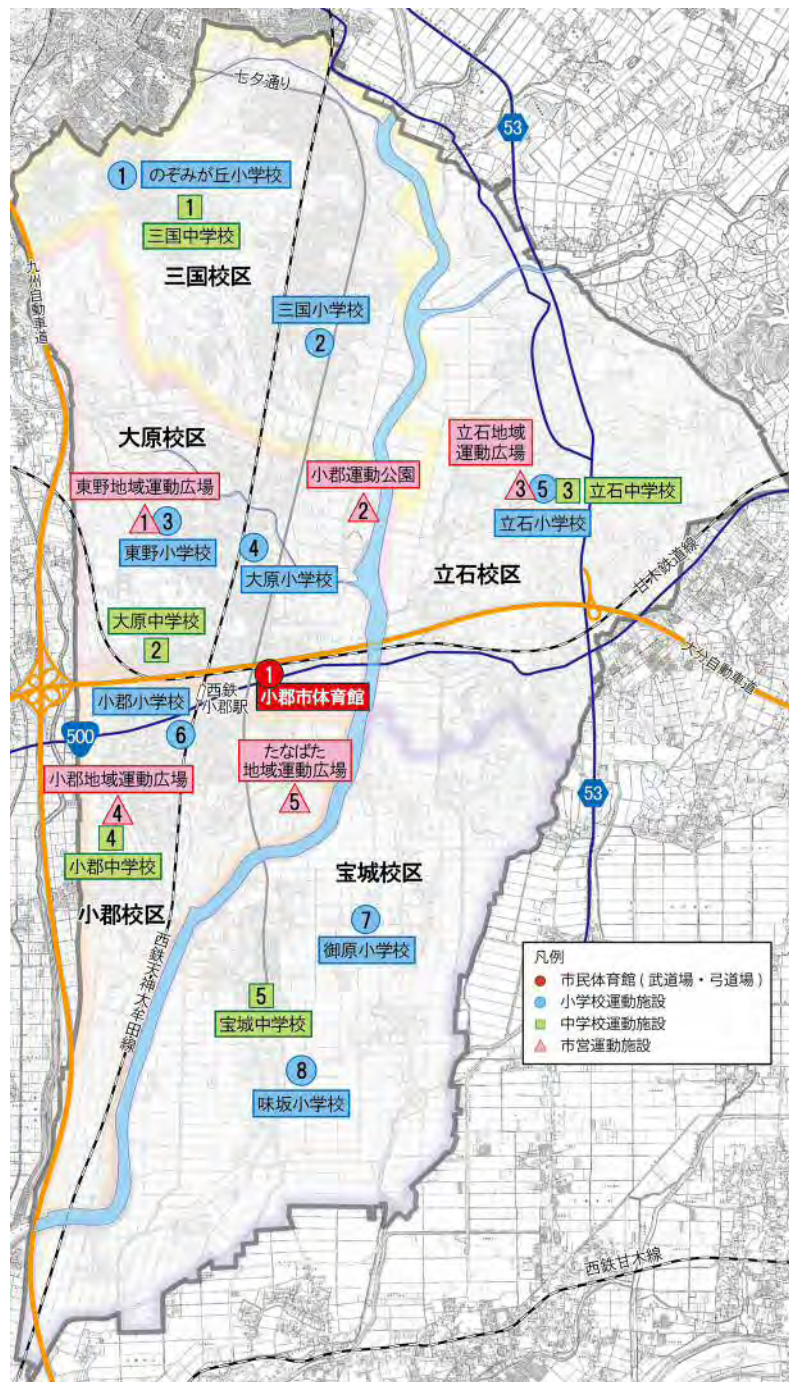 七夕通り
53
1
のぞみが丘小学校
1
三国中学校
三国校区
九州自動車道
三国小学校
2
大原校区
立石地域
運動広場
東野地域運動広場
小郡運動公園
3
5
3
立石中学校
1
3
2
立石小学校
東野小学校
4
大原小学校
甘木鉄道線
立石校区
大原中学校
2
大分自動車道
1
小郡市体育館
西鉄
小郡駅
小郡小学校
500
6
たなばた
地域運動広場
小郡地域運動広場
5
53
4
4
小郡中学校
宝城校区
小郡校区
7
御原小学校
西鉄天神大牟田線
凡例
市民体育館(武道場・弓道場)
小学校運動施設
中学校運動施設
市営運動施設
5
宝城中学校
8
味坂小学校
西鉄甘木線